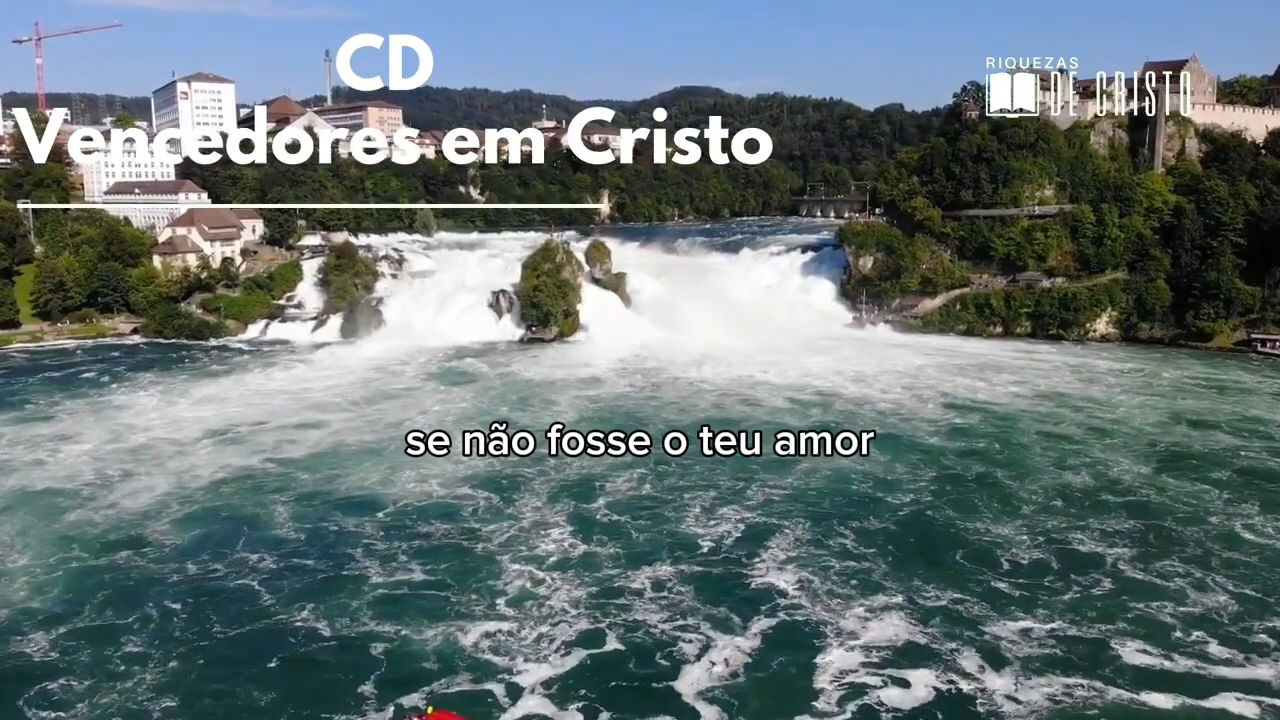 CD
Vencedores em Cristo
RIQUEZAS
DE CRISTO
se não fosse o teu amor